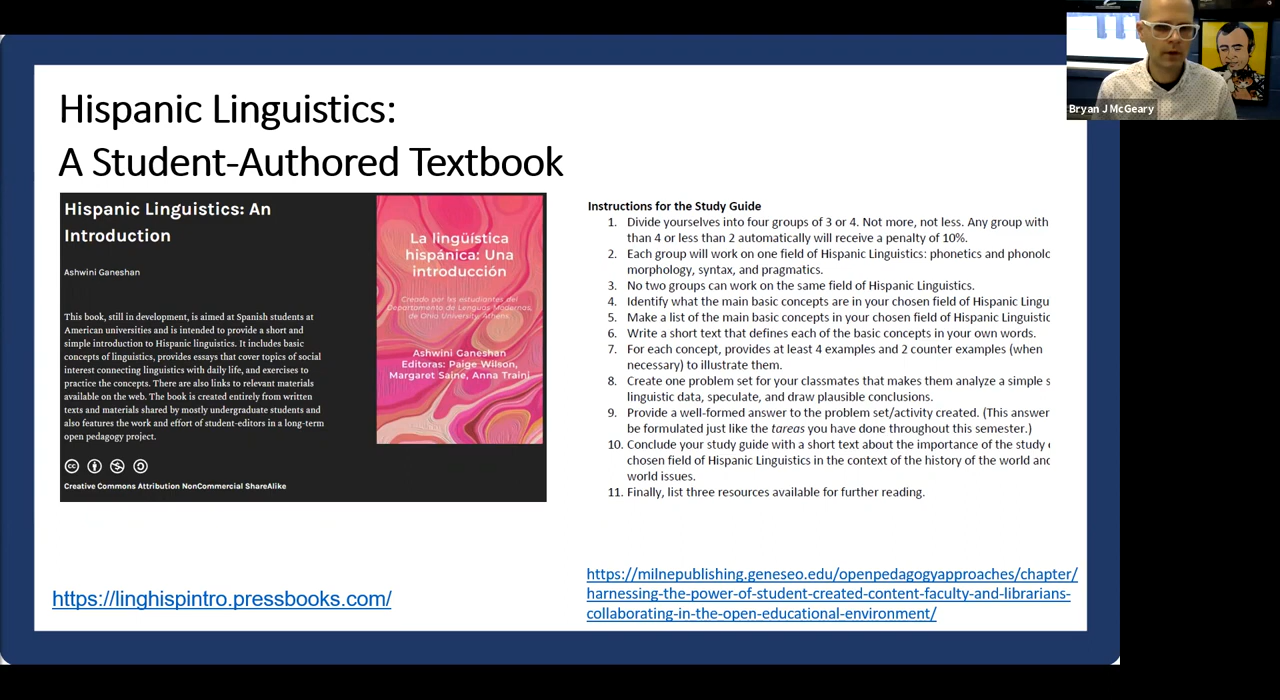 Bryan J McGeary
Hispanic Linguistics:
A Student-Authored Textbook
Hispanic Linguistics: An
Introduction
Ashwini Ganeshan
This book, still in development, is aimed at Spanish students at
American universities and is intended to provide a short and
simple introduction to Hispanic linguistics. It includes basic
concepts of linguistics, provides essays that cover topics of social
interest connecting linguistics with daily life, and exercises to
practice the concepts. There are also links to relevant materials
available on the web. The book is created entirely from written
texts and materials shared by mostly undergraduate students and
also features the work and effort of student-editors in a long-term
open pedagogy project.
Creative Commons Attribution NonCommercial ShareAlike
La lingüística
hispánica: Una
introducción
Creado por les estudiantes del
Departamento de Lenguas Modernas,
de Ohio University, Athens
Ashwini Ganeshan
Editoras: Paige Wilson,
Margaret Saine, Anna Traini
https://linghispintro.pressbooks.com/
Instructions for the Study Guide
1. Divide yourselves into four groups of 3 or 4. Not more, not less. Any group with
than 4 or less than 2 automatically will receive a penalty of 10%.
2. Each group will work on one field of Hispanic Linguistics: phonetics and phonolo
morphology, syntax, and pragmatics.
3. No two groups can work on the same field of Hispanic Linguistics.
4. Identify what the main basic concepts are in your chosen field of Hispanic Lingu
5. Make a list of the main basic concepts in your chosen field of Hispanic Linguistic
6. Write a short text that defines each of the basic concepts in your own words.
7. For each concept, provides at least 4 examples and 2 counter examples (when
necessary) to illustrate them.
8. Create one problem set for your classmates that makes them analyze a simple s
linguistic data, speculate, and draw plausible conclusions.
9. Provide a well-formed answer to the problem set/activity created. (This answer
be formulated just like the tareas you have done throughout this semester.)
10. Conclude your study guide with a short text about the importance of the study
chosen field of Hispanic Linguistics in the context of the history of the world and
world issues.
11. Finally, list three resources available for further reading.
https://milnepublishing.geneseo.edu/openpedagogyapproaches/chapter/
harnessing-the-power-of-student-created-content-faculty-and-librarians-
collaborating-in-the-open-educational-environment/